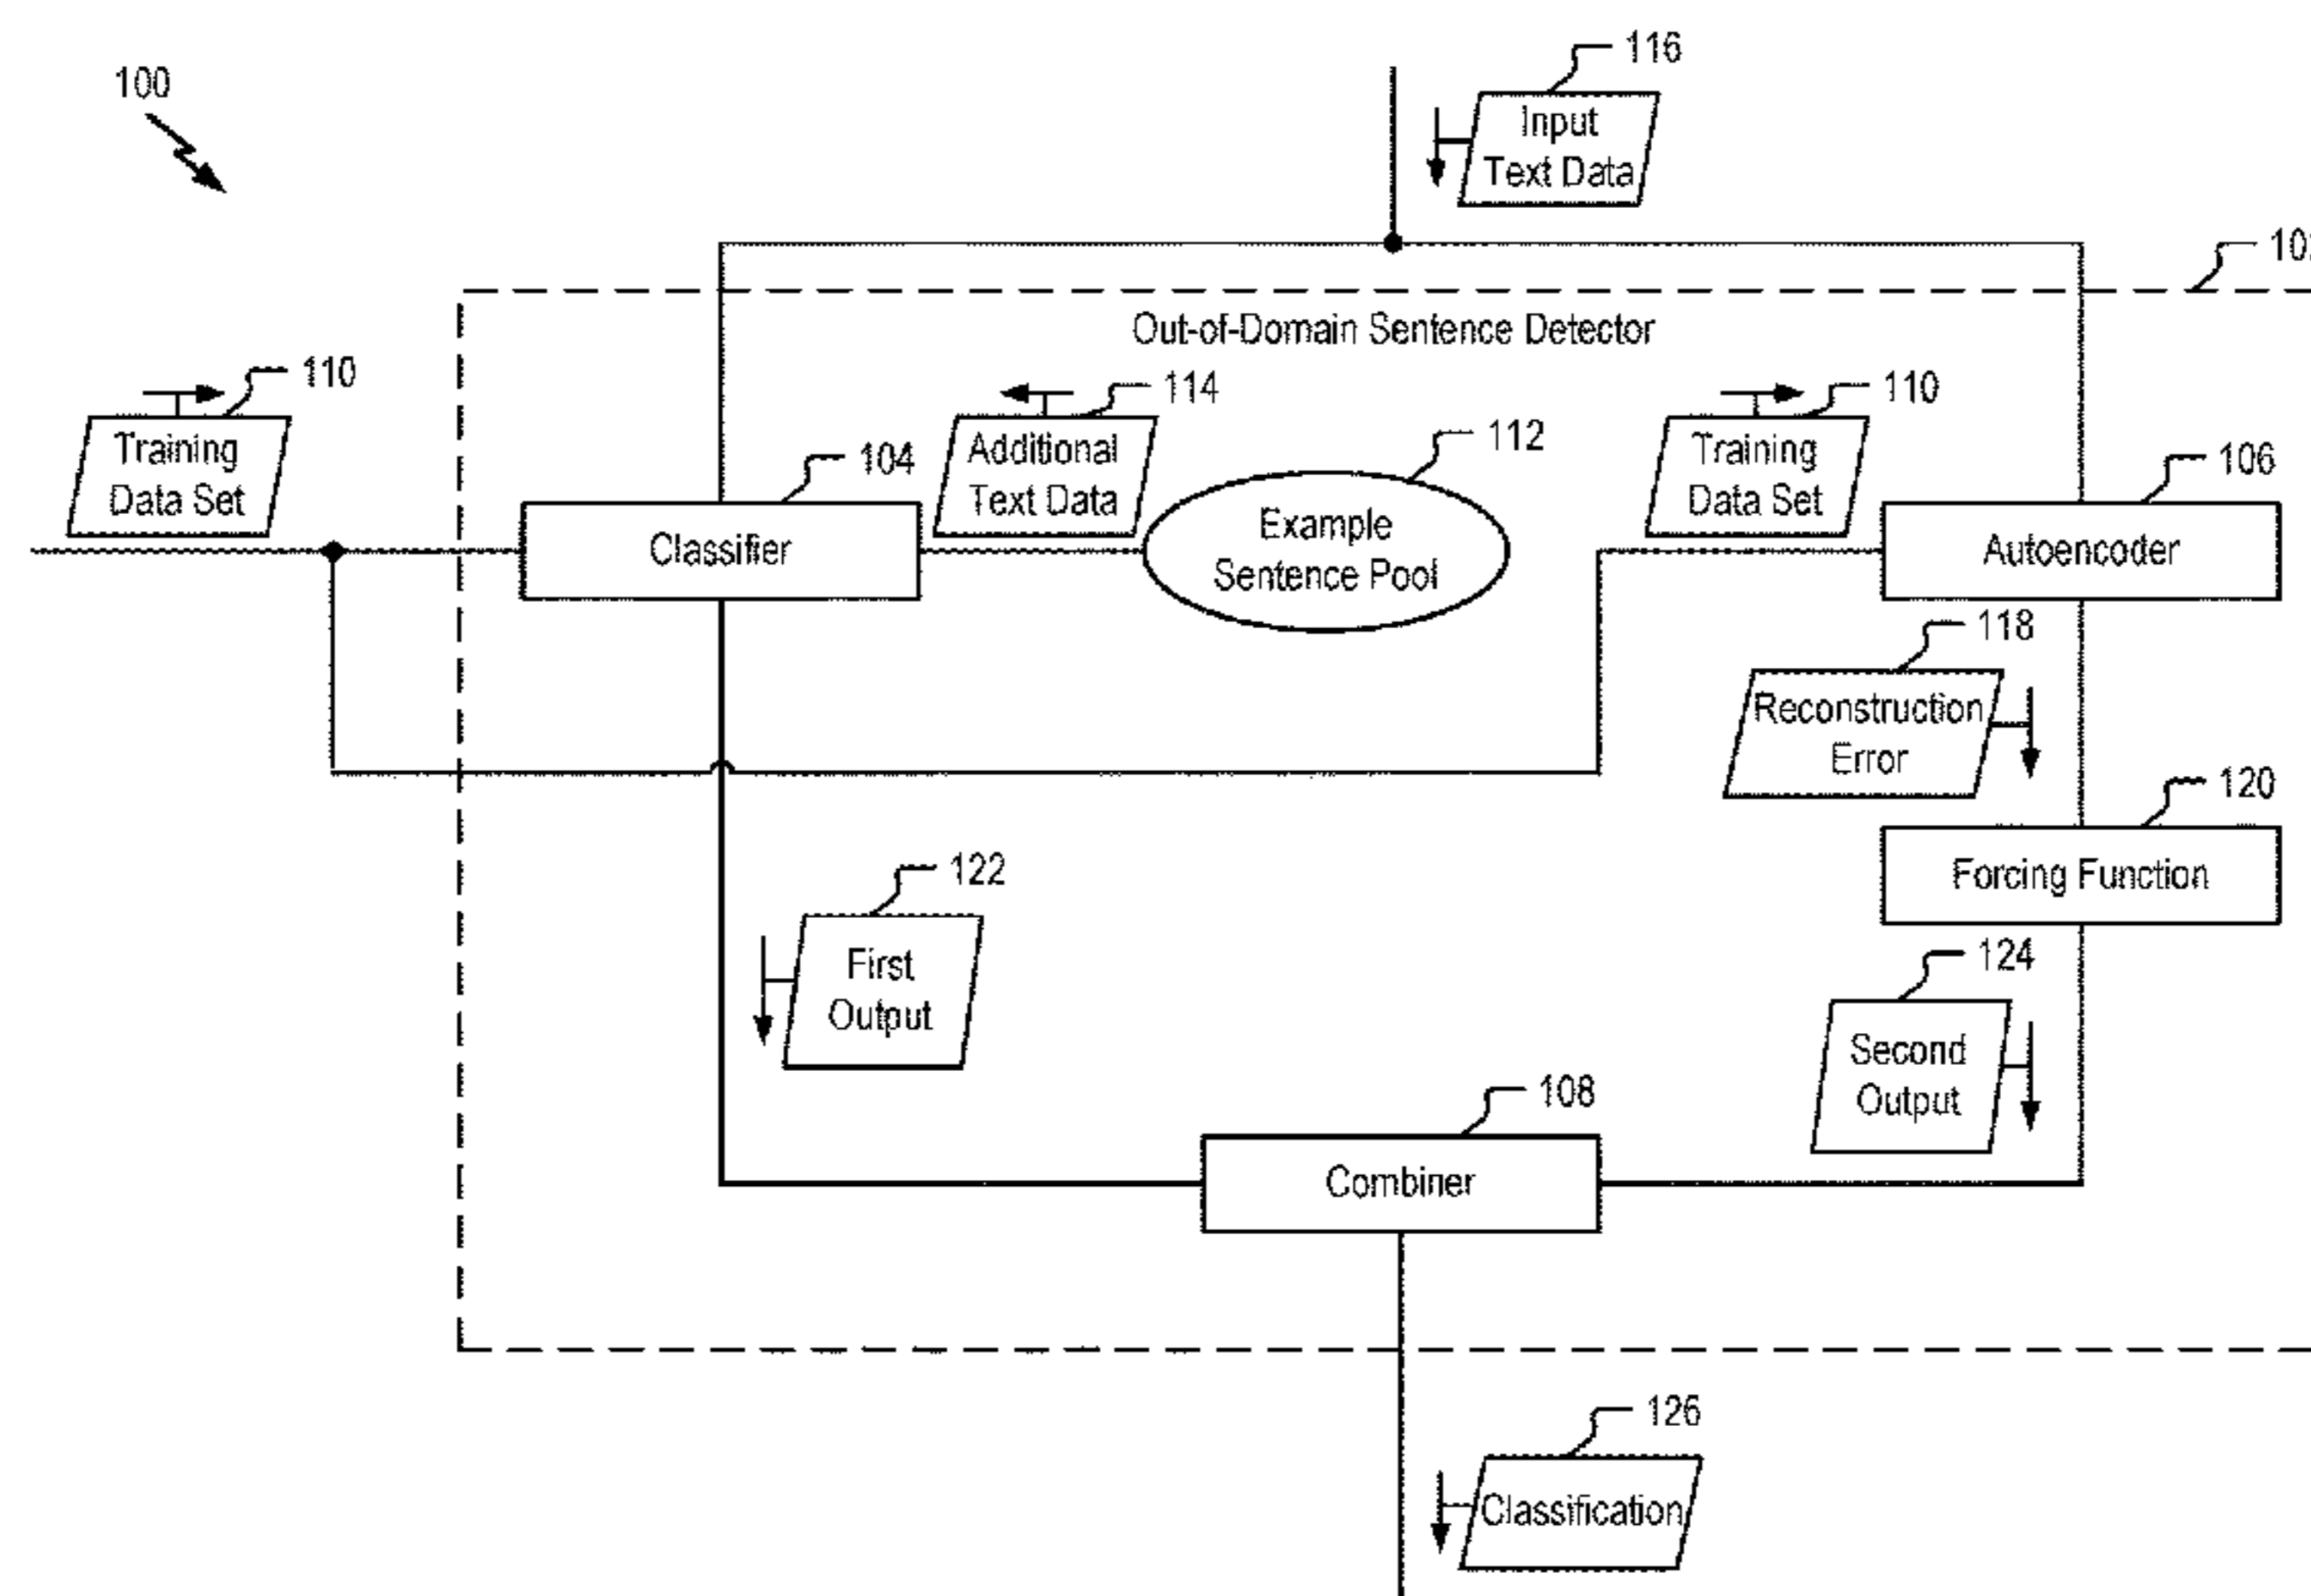 116
100
Input
Text Data
Out-of-Domain Sentence Detector
110
Training
Data Set
114
Additional
Text Data
112
Example
Sentence Pool
110
Training
Data Set
104
Classifier
106
Autoencoder
118
Reconstruction
Error
120
Forcing Function
122
First
Output
124
Second
Output
108
Combiner
126
Classification